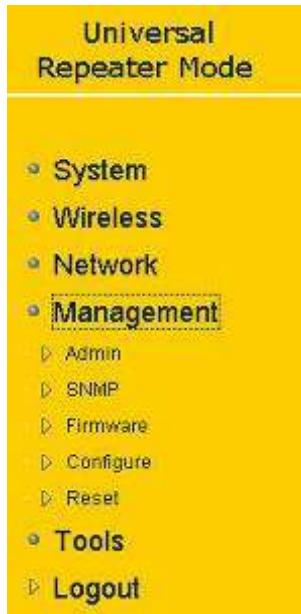 Universal
Repeater Mode
System
Wireless
Network
Management
Admin
SNMP
Firmware
Configure
Reset
Tools
Logout